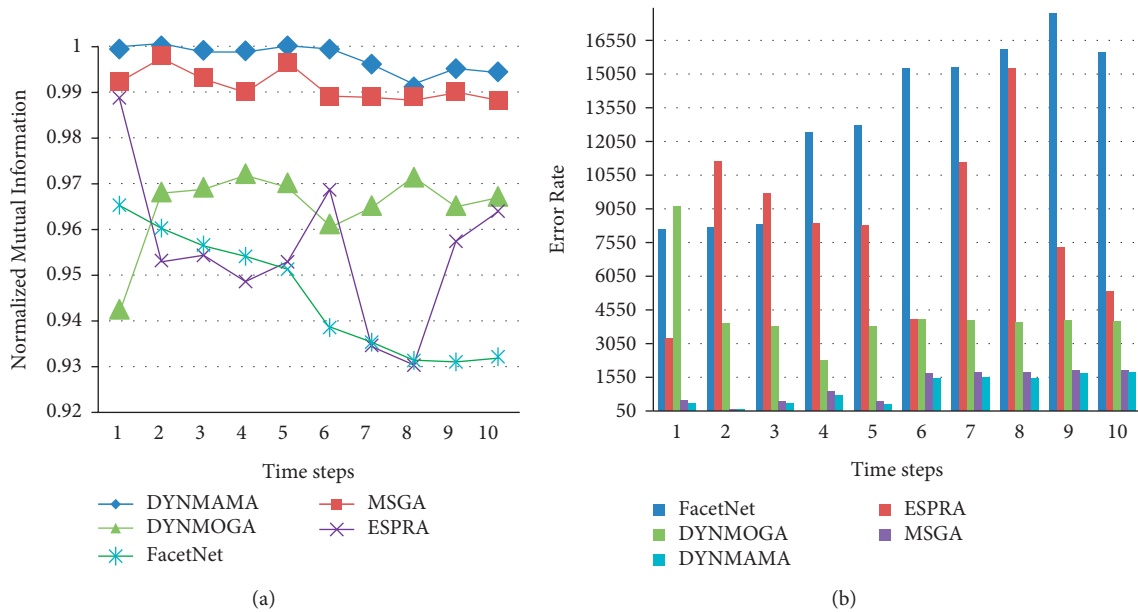 1
0.99
0.98
0.97
0.96
0.95
0.94
0.93
0.92
Normalized Mutual Information
1 2 3 4 5 6 7 8 9 10
Time steps
DYNMAMA MSGA
DYNMOGA ESPRA
FacetNet
(a)
16550
15050
13550
12050
10550
9050
7550
6050
4550
3050
1550
50
Error Rate
1 2 3 4 5 6 7 8 9 10
Time steps
FacetNet ESPRA
DYNMOGA MSGA
DYNMAMA
(b)